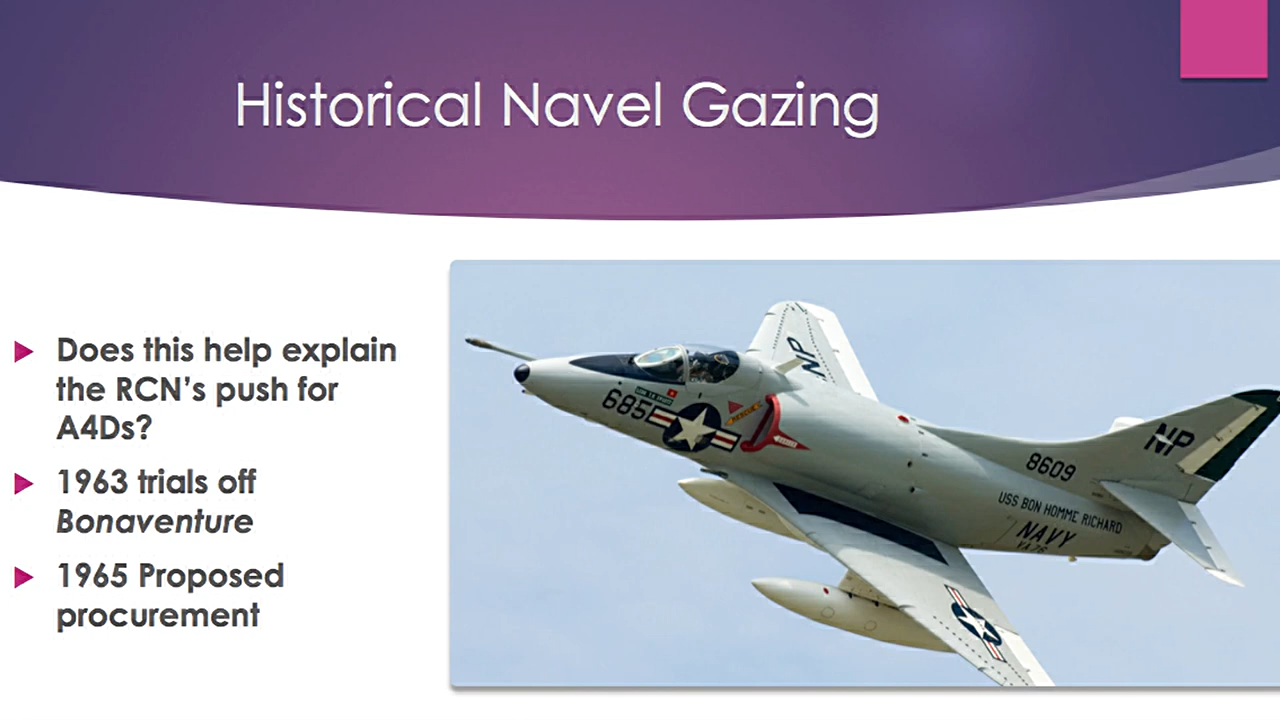 Historical Navel Gazing
Does this help explain
the RCN's push for
A4Ds?
1963 trials off
Bonaventure
1965 Proposed
procurement
NP
685
8609
NP
USS BON HOMME RICHARD
NAVY